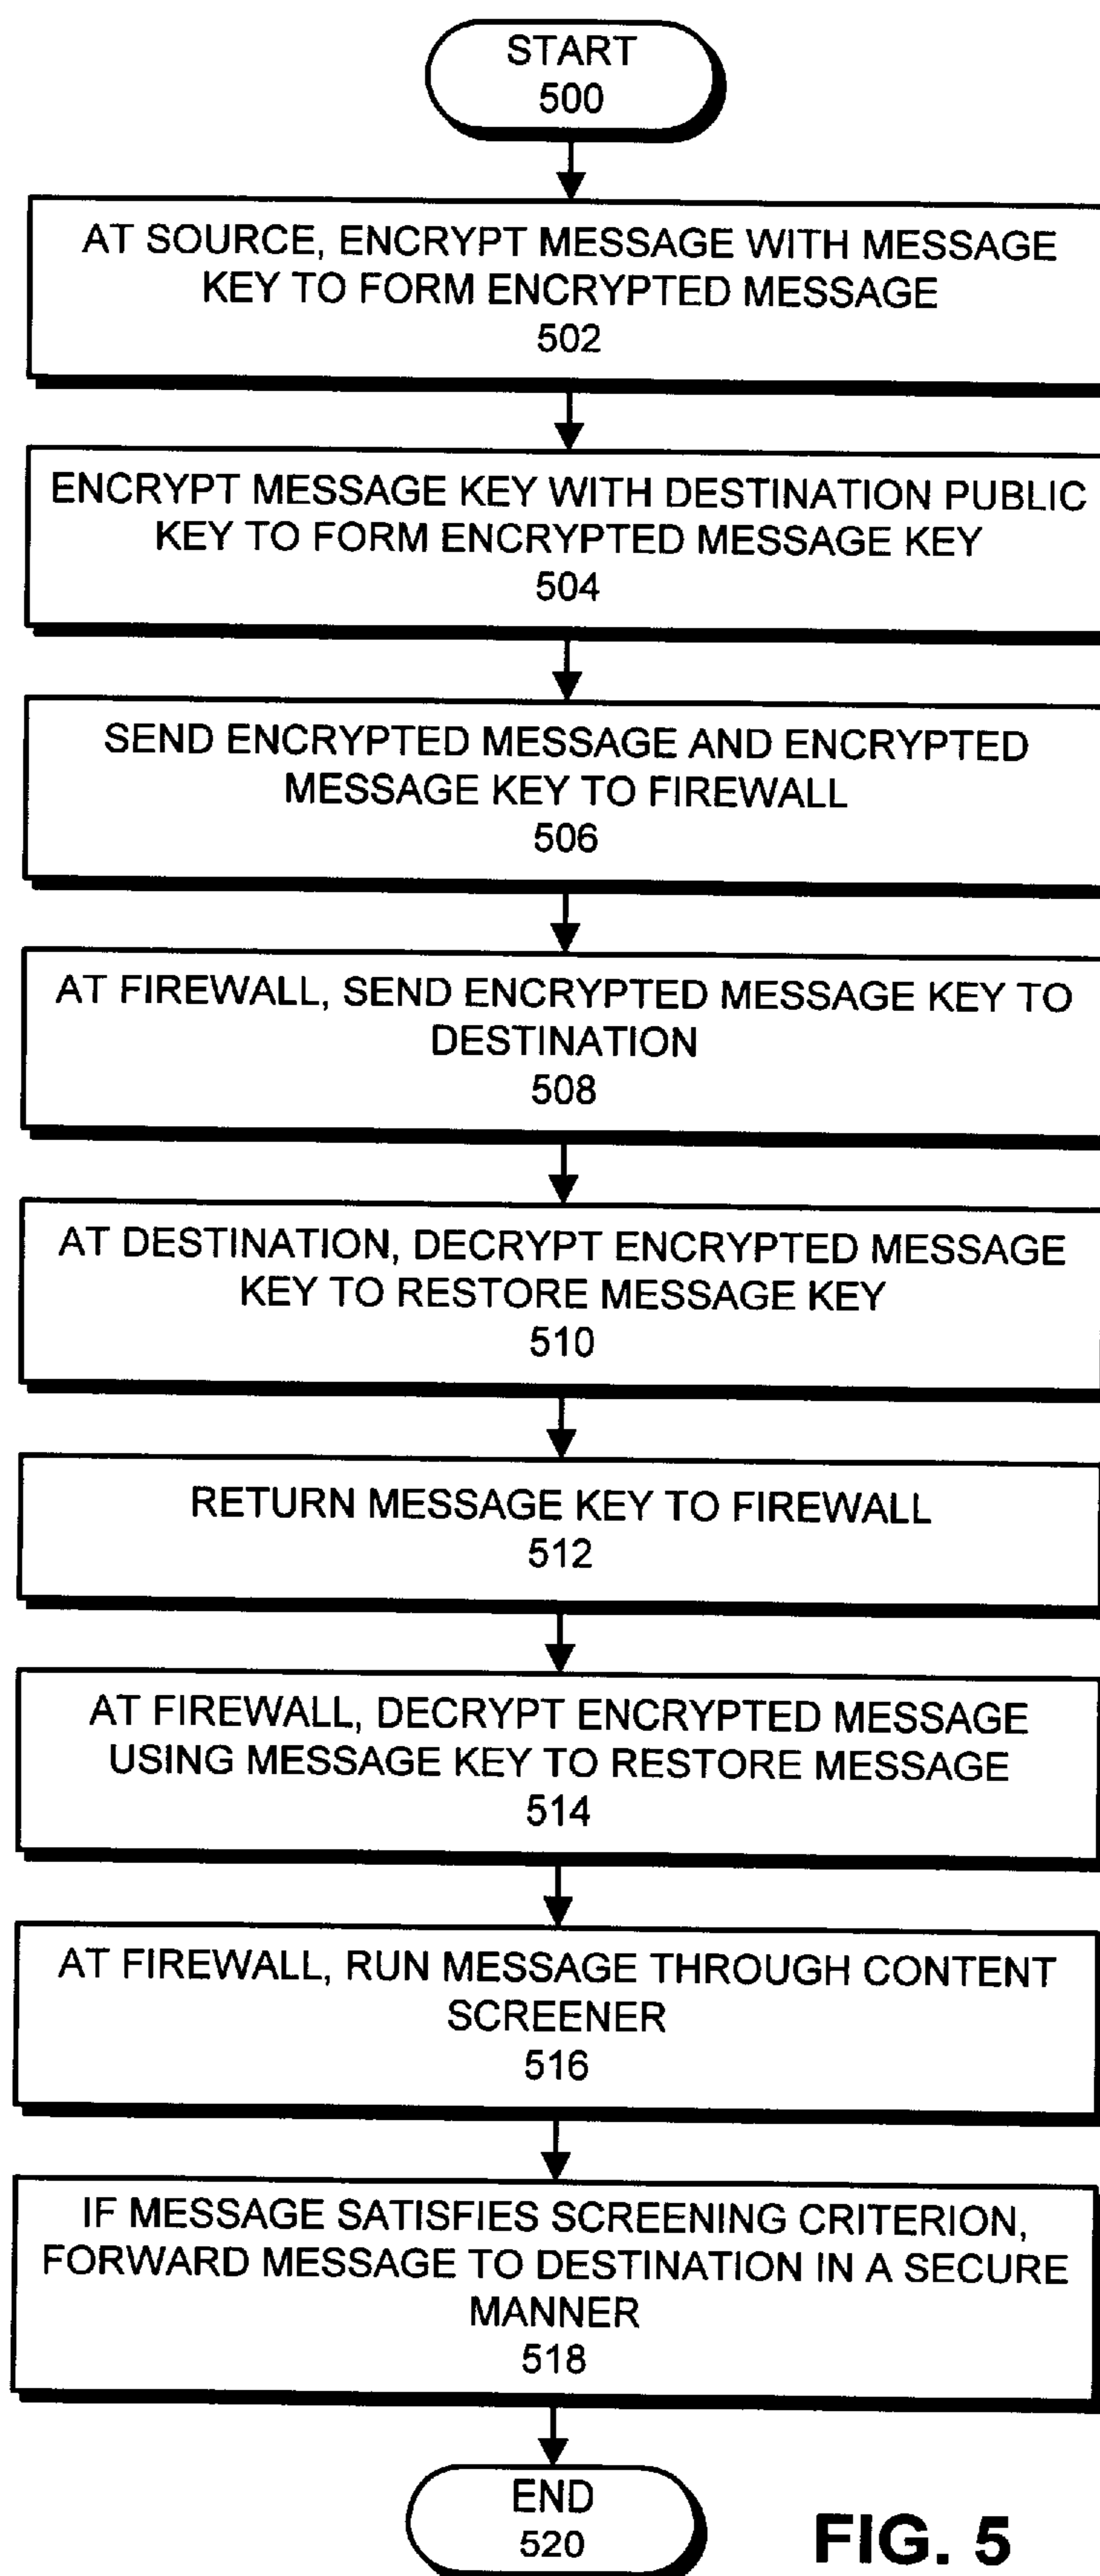 START
500
AT SOURCE, ENCRYPT MESSAGE WITH MESSAGE
KEY TO FORM ENCRYPTED MESSAGE
502
ENCRYPT MESSAGE KEY WITH DESTINATION PUBLIC
KEY TO FORM ENCRYPTED MESSAGE KEY
504
SEND ENCRYPTED MESSAGE AND ENCRYPTED
MESSAGE KEY TO FIREWALL
506
AT FIREWALL, SEND ENCRYPTED MESSAGE KEY TO
DESTINATION
508
AT DESTINATION, DECRYPT ENCRYPTED MESSAGE
KEY TO RESTORE MESSAGE KEY
510
RETURN MESSAGE KEY TO FIREWALL
512
AT FIREWALL, DECRYPT ENCRYPTED MESSAGE
USING MESSAGE KEY TO RESTORE MESSAGE
514
AT FIREWALL, RUN MESSAGE THROUGH CONTENT
SCREENER
516
IF MESSAGE SATISFIES SCREENING CRITERION,
FORWARD MESSAGE TO DESTINATION IN A SECURE
MANNER
518
END
520
FIG. 5